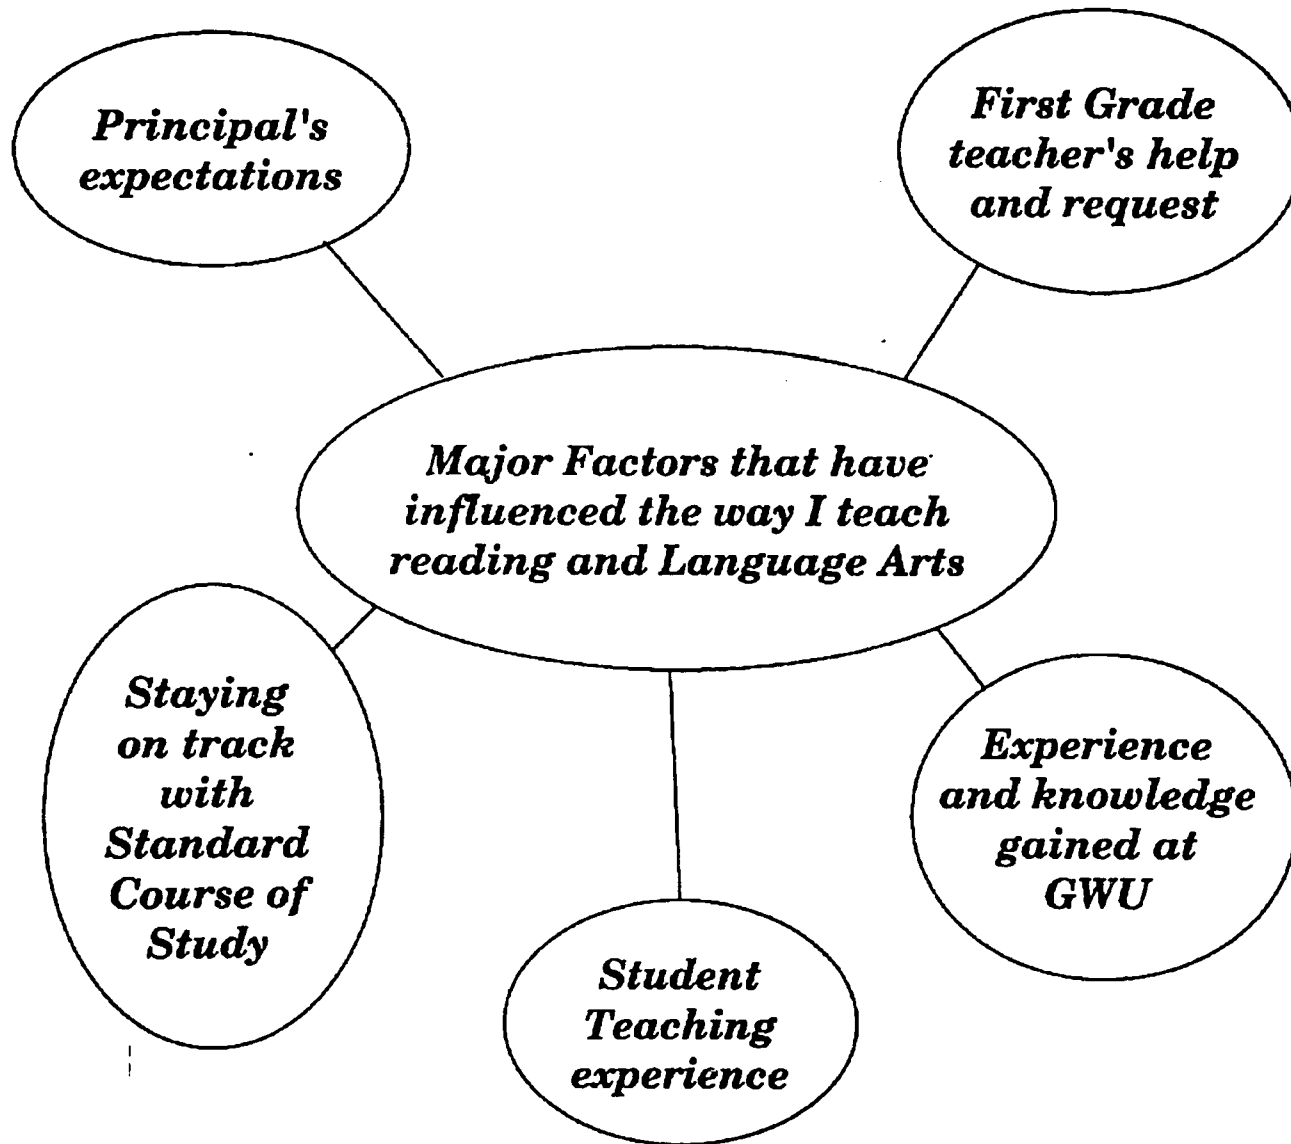 Principal's
expectations
First Grade
teacher's help
and request
Major Factors that have
influenced the way I teach
reading and Language Arts
Staying
on track
with
Standard
Course of
Study
Experience
and knowledge
gained at
GWU
Student
Teaching
experience